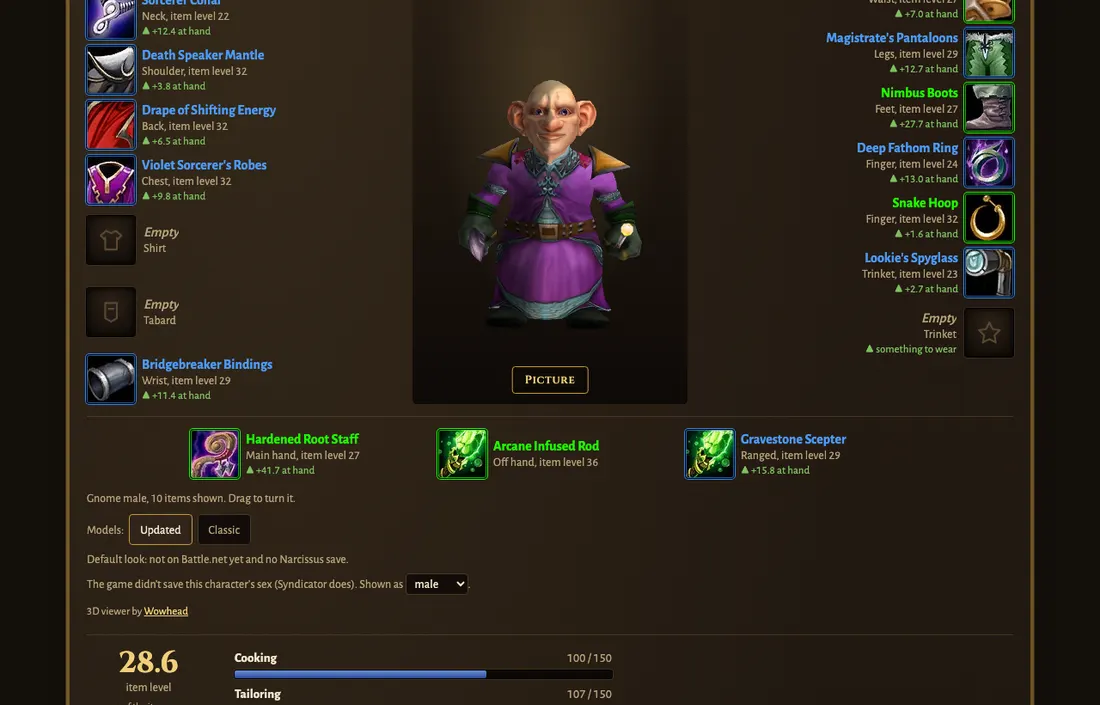 Sorcerer Collar
Neck, item level 22
+12.4 at hand
Death Speaker Mantle
Shoulder, item level 32
+3.8 at hand
Drape of Shifting Energy
Back, item level 32
+6.5 at hand
Violet Sorcerer's Robes
Chest, item level 32
+9.8 at hand
Empty
Shirt
Empty
Tabard
Bridgebreaker Bindings
Wrist, item level 29
+11.4 at hand
Picture
+7.0 at hand
Magistrate's Pantaloons
Legs, item level 29
+12.7 at hand
Nimbus Boots
Feet, item level 27
+27.7 at hand
Deep Fathom Ring
Finger, item level 24
+13.0 at hand
Snake Hoop
Finger, item level 32
+1.6 at hand
Lookie's Spyglass
Trinket, item level 23
+2.7 at hand
Empty
Trinket
something to wear
Hardened Root Staff
Main hand, item level 27
+41.7 at hand
Arcane Infused Rod
Off hand, item level 36
Gravestone Scepter
Ranged, item level 29
+15.8 at hand
Gnome male, 10 items shown. Drag to turn it.
Models: Updated Classic
Default look: not on Battle.net yet and no Narcissus save.
The game didn't save this character's sex (Syndicator does). Shown as male.
3D viewer by Wowhead
28.6
item level
Cooking 100 / 150
Tailoring 107 / 150